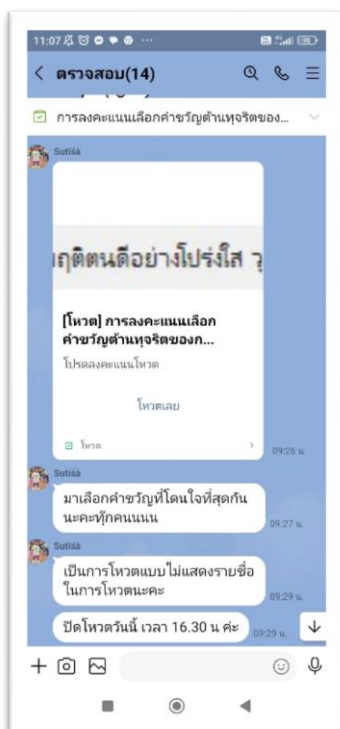 11:07
ตรวจสอบ(14)
การลงคะแนนเลือกคำขวัญต้านทุจริตของ...
Sutisà
ฤติตนดีอย่างโปร่งใส
[โหวต] การลงคะแนนเลือก
คำขวัญต้านทุจริตของก...
โปรดลงคะแนนโหวต
โหวตเลย
โหวต
09:26 น.
Sutisà
มาเลือกคำขวัญที่โดนใจที่สุดกัน
นะคะทุ๊กคนนนน
09:27 น.
Sutisà
เป็นการโหวตแบบไม่แสดงรายชื่อ
ในการโหวตนะคะ
09:29 น.
ปิดโหวตวันนี้ เวลา 16.30 น ค่ะ
09:29 น.